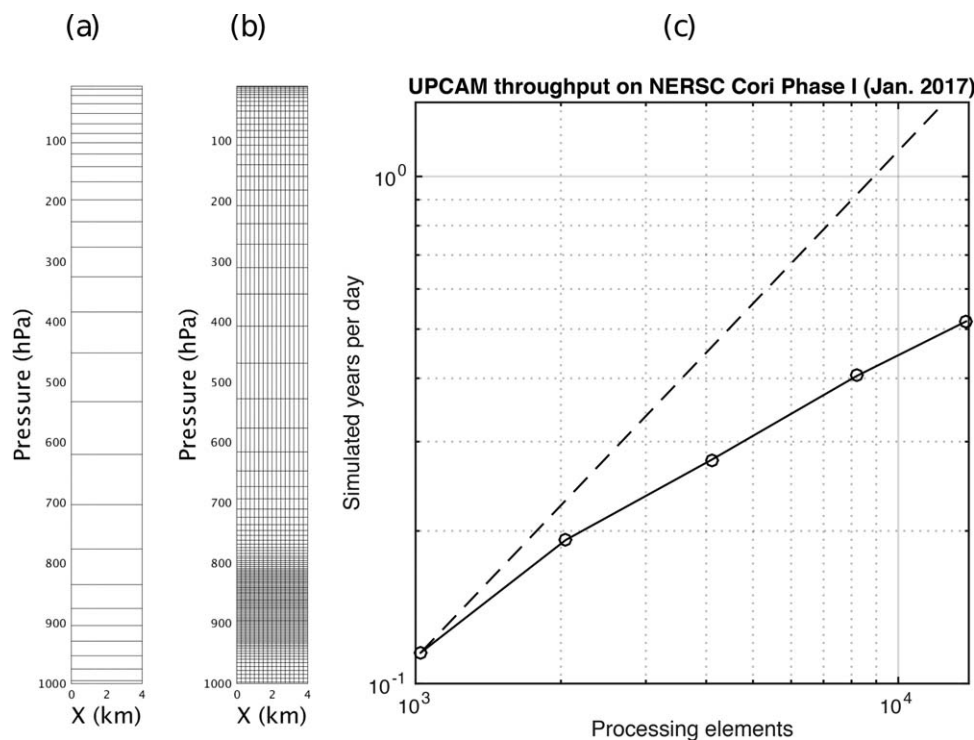 (a)
(b)
(c)
UPCAM throughput on NERSC Cori Phase I (Jan. 2017)
Pressure (hPa)
100
200
300
400
500
600
700
800
900
1000
0 2 4
X (km)
Pressure (hPa)
100
200
300
400
500
600
700
800
900
1000
0 2 4
X (km)
Simulated years per day
10^0
10^-1
10^3 10^4
Processing elements